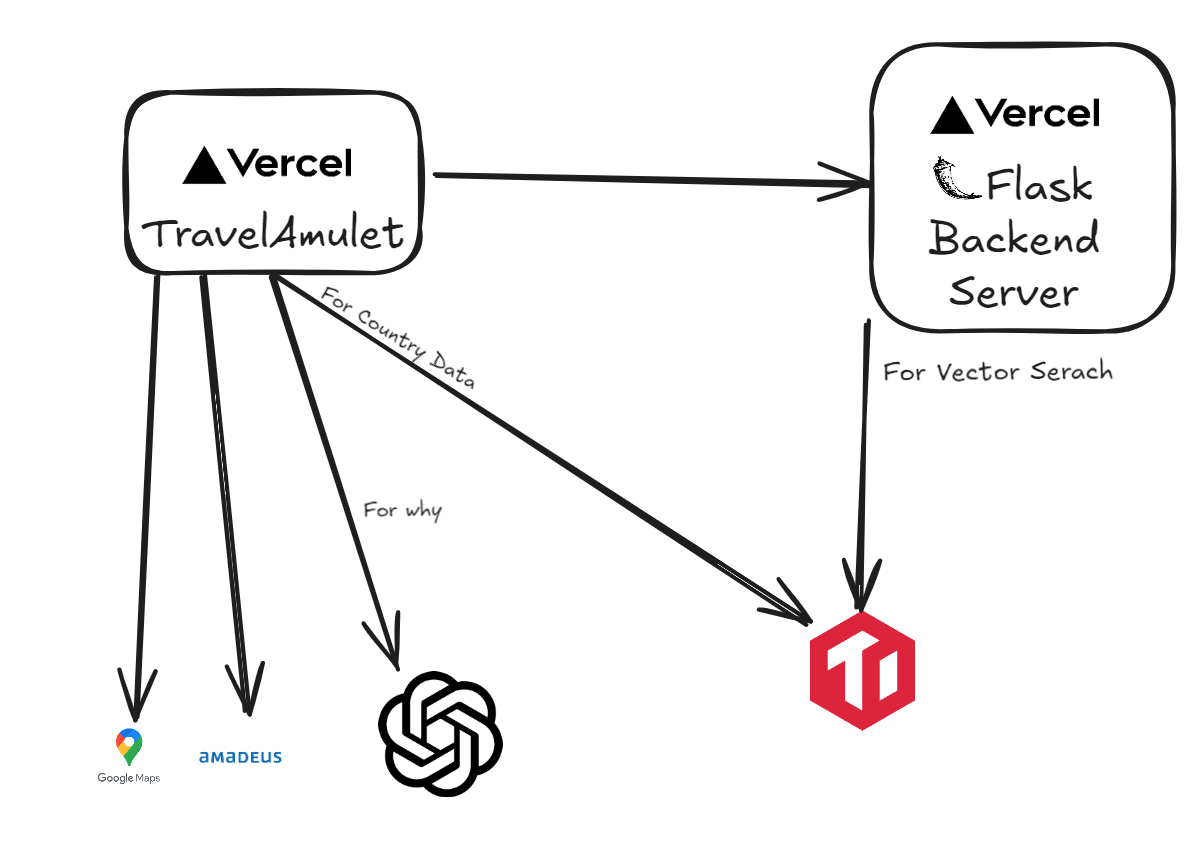 Vercel
TravelAmulet
Vercel
Flask
Backend
Server
For Country Data
For Vector Serach
For why
Google Maps
amadeus